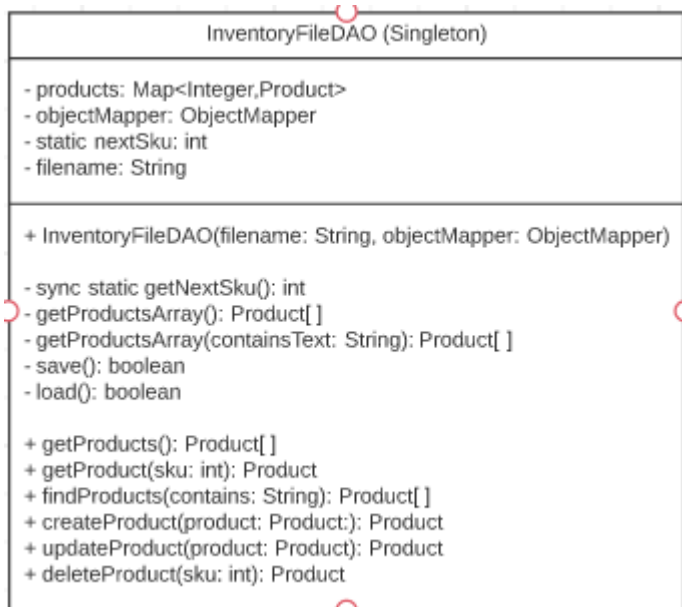 InventoryFileDAO (Singleton)
- products: Map<Integer,Product>
- objectMapper: ObjectMapper
- static nextSku: int
- filename: String
+ InventoryFileDAO(filename: String, objectMapper: ObjectMapper)
- sync static getNextSku(): int
- getProductsArray(): Product[ ]
- getProductsArray(containsText: String): Product[ ]
- save(): boolean
- load(): boolean
+ getProducts(): Product[ ]
+ getProduct(sku: int): Product
+ findProducts(contains: String): Product[ ]
+ createProduct(product: Product:): Product
+ updateProduct(product: Product): Product
+ deleteProduct(sku: int): Product